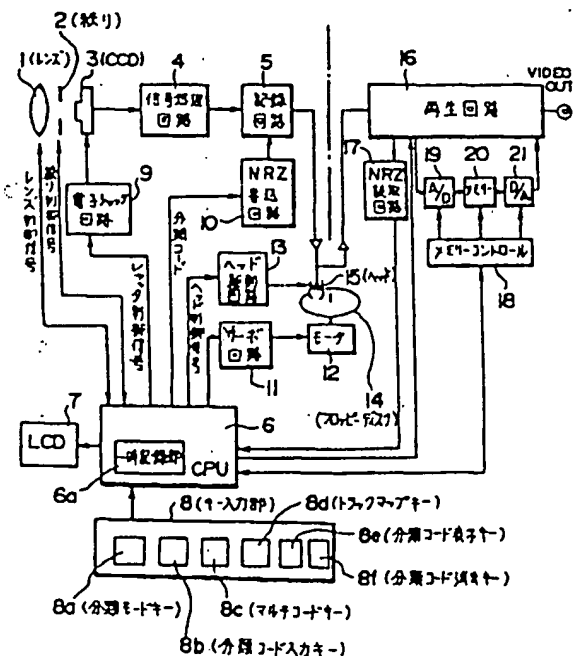 2 (絞り)
1 (レンズ)
3 (CCD)
4
5
16
VIDEO
OUT
信号処理
回路
記録
回路
再生回路
17
19
20
21
NRZ
読取
回路
A/D
メモリー
D/A
9
電子シャッタ
回路
NRZ
書込
回路
10
13
ヘッド
駆動
回路
15 (ヘッド)
メモリーコントロール
18
レンズ制御信号
絞り制御信号
シャッタ制御信号
分類コード
ヘッド制御信号
サーボ
回路
11
モータ
12
14
(フロッピーディスク)
7
LCD
6
一時記録部
6a
CPU
8 (キー入力部)
8d (トラックマップキー)
8e (分類コード表示キー)
8f (分類コード消去キー)
8a (分類モードキー)
8c (マルチコードキー)
8b (分類コード入力キー)